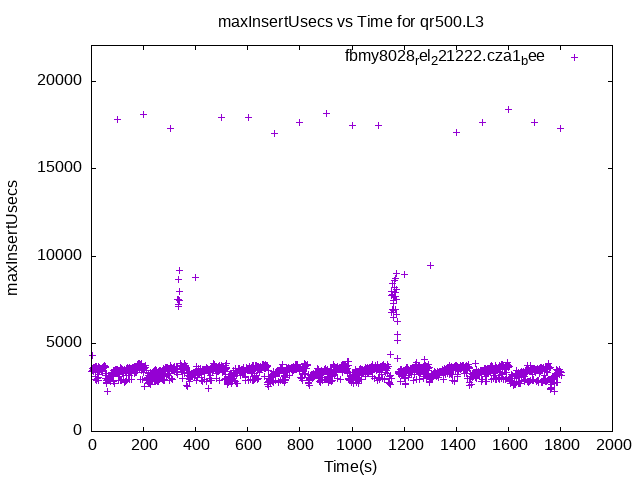 maxInsertUsecs vs Time for qr500.L3
fbmy8028rel221222.cza1bee
20000
15000
10000
5000
0
maxInsertUsecs
0 200 400 600 800 1000 1200 1400 1600 1800 2000
Time(s)